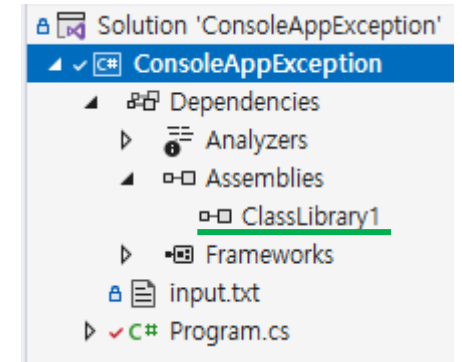 Solution 'ConsoleAppException'
C# ConsoleAppException
Dependencies
Analyzers
Assemblies
ClassLibrary1
Frameworks
input.txt
C# Program.cs